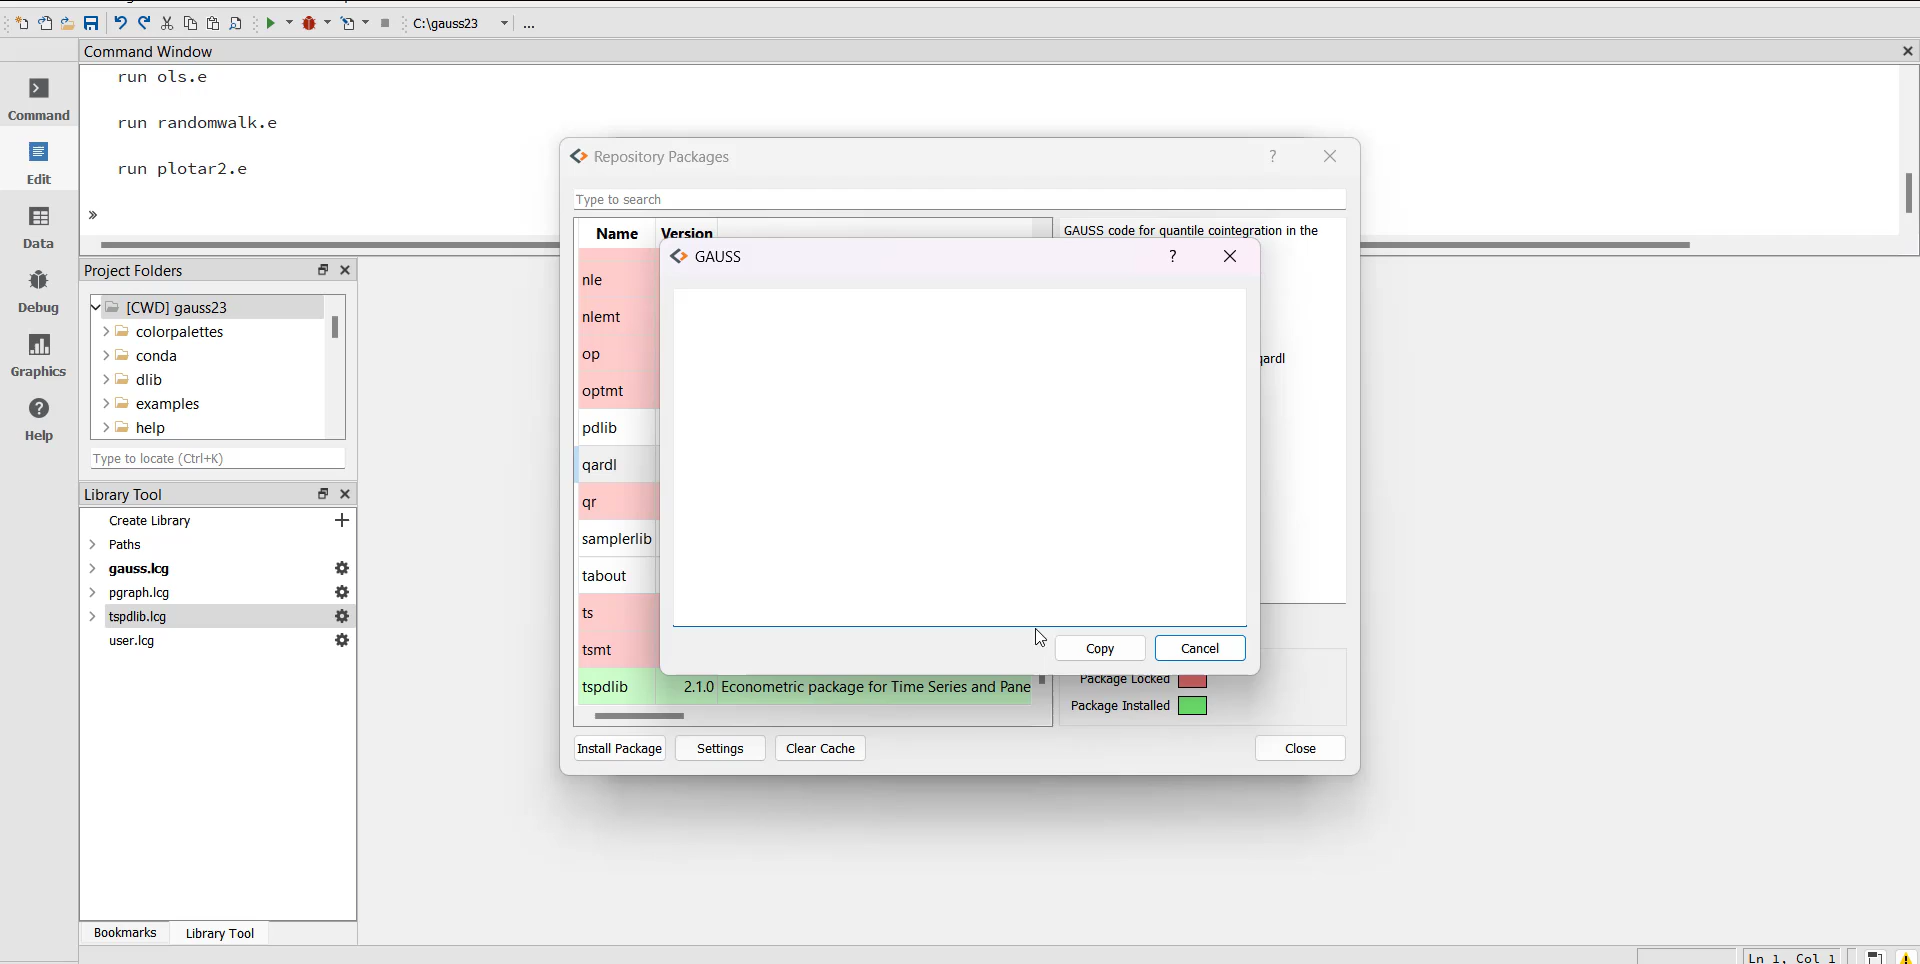 C:\gauss23
...
Command Window
run ols.e
run randomwalk.e
run plotar2.e
»
Command
Edit
Data
Debug
Graphics
Help
Project Folders
[CWD] gauss23
colorpalettes
conda
dlib
examples
help
Type to locate (Ctrl+K)
Library Tool
Create Library
Paths
gauss.lcg
pgraph.lcg
tspdlib.lcg
user.lcg
Bookmarks
Library Tool
Repository Packages
?
Type to search
Name Version
nle
nlemt
op
optmt
pdlib
qardl
qr
samplerlib
tabout
ts
tsmt
tspdlib 2.1.0 Econometric package for Time Series and Pane
GAUSS code for quantile cointegration in the
qardl
GAUSS
?
Copy
Cancel
Package Locked
Package Installed
Install Package
Settings
Clear Cache
Close
Ln 1, Col 1